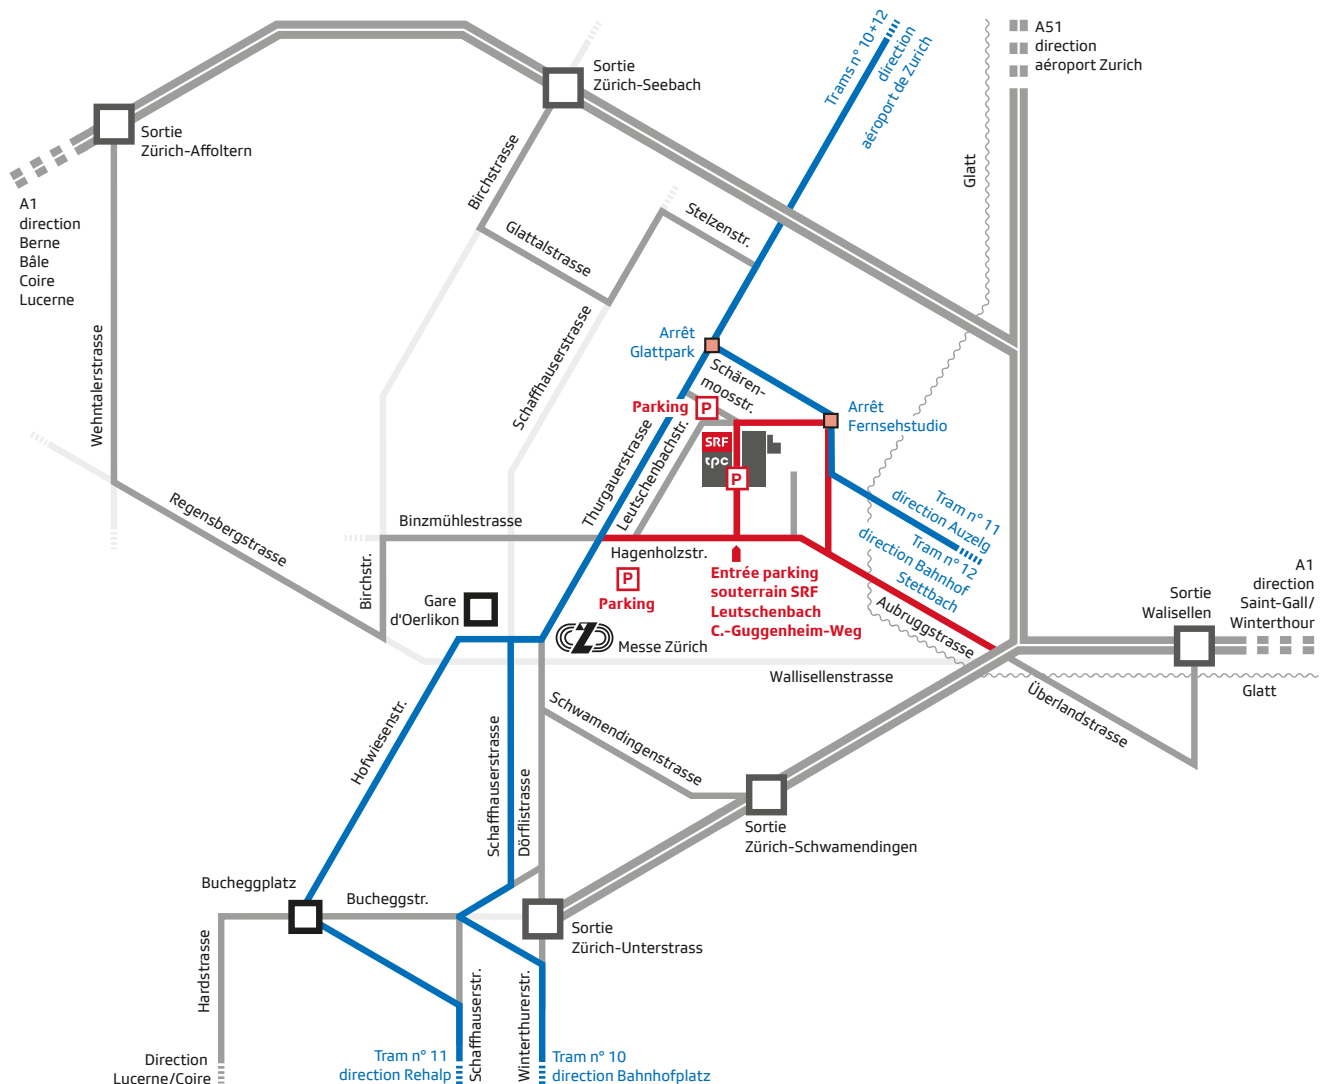 Trams n° 10+12
direction
aéroport de Zurich
A51
direction
aéroport Zurich
Sortie
Zürich-Seebach
Sortie
Zürich-Affoltern
A1
direction
Berne
Bâle
Coire
Lucerne
Birchstrasse
Glattalstrasse
Stelzenstr.
Glatt
Schaffhauserstrasse
Wehntalerstrasse
Arrêt
Glattpark
Schären-
moosstr.
Parking
P
Arrêt
Fernsehstudio
SRF
tpc
P
Thurgauerstrasse
Leutschenbachstr.
Regensbergstrasse
Binzmühlestrasse
Birchstr.
Hagenholzstr.
P
Parking
Entrée parking
souterrain SRF
Leutschenbach
C.-Guggenheim-Weg
Tram n° 11
direction Auzelg
Tram n° 12
direction Bahnhof
Stettbach
Aubruggstrasse
Sortie
Walisellen
A1
direction
Saint-Gall/
Winterthour
Gare
d'Oerlikon
Z
Messe Zürich
Wallisellenstrasse
Glatt
Überlandstrasse
Hofwiesenstr.
Schaffhauserstrasse
Dörflistrasse
Schwamendingenstrasse
Sortie
Zürich-Schwamendingen
Bucheggplatz
Bucheggstr.
Sortie
Zürich-Unterstrass
Hardstrasse
Schaffhauserstr.
Winterthurerstr.
Direction
Lucerne/Coire
Tram n° 11
direction Rehalp
Tram n° 10
direction Bahnhofplatz